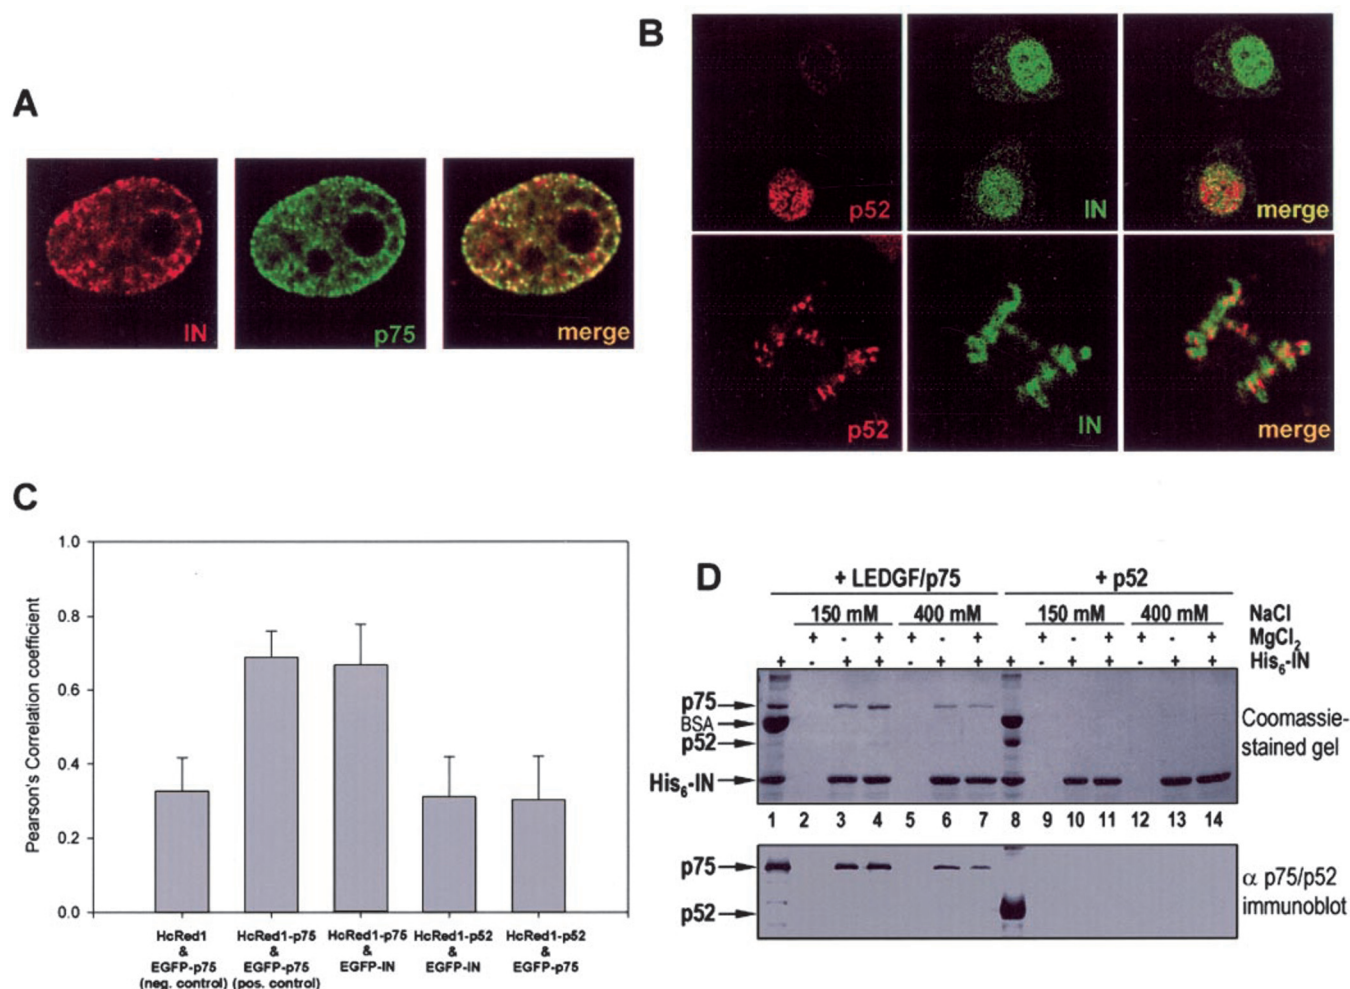 A
IN
p75
merge
B
p52
IN
merge
p52
IN
merge
C
Pearson's Correlation coefficient
1.0
0.8
0.6
0.4
0.2
0.0
HcRed1
&
EGFP-p75
(neg. control)
HcRed1-p75
&
EGFP-p75
(pos. control)
HcRed1-p75
&
EGFP-IN
HcRed1-p52
&
EGFP-IN
HcRed1-p52
&
EGFP-p75
D
+ LEDGF/p75 + p52
150 mM 400 mM 150 mM 400 mM NaCl
+ - + + - + + - + + - + MgCl2
+ - + + - + + + - + + - + + His6-IN
p75
BSA
p52
His6-IN
Coomassie-
stained gel
1 2 3 4 5 6 7 8 9 10 11 12 13 14
p75
p52
α p75/p52
immunoblot